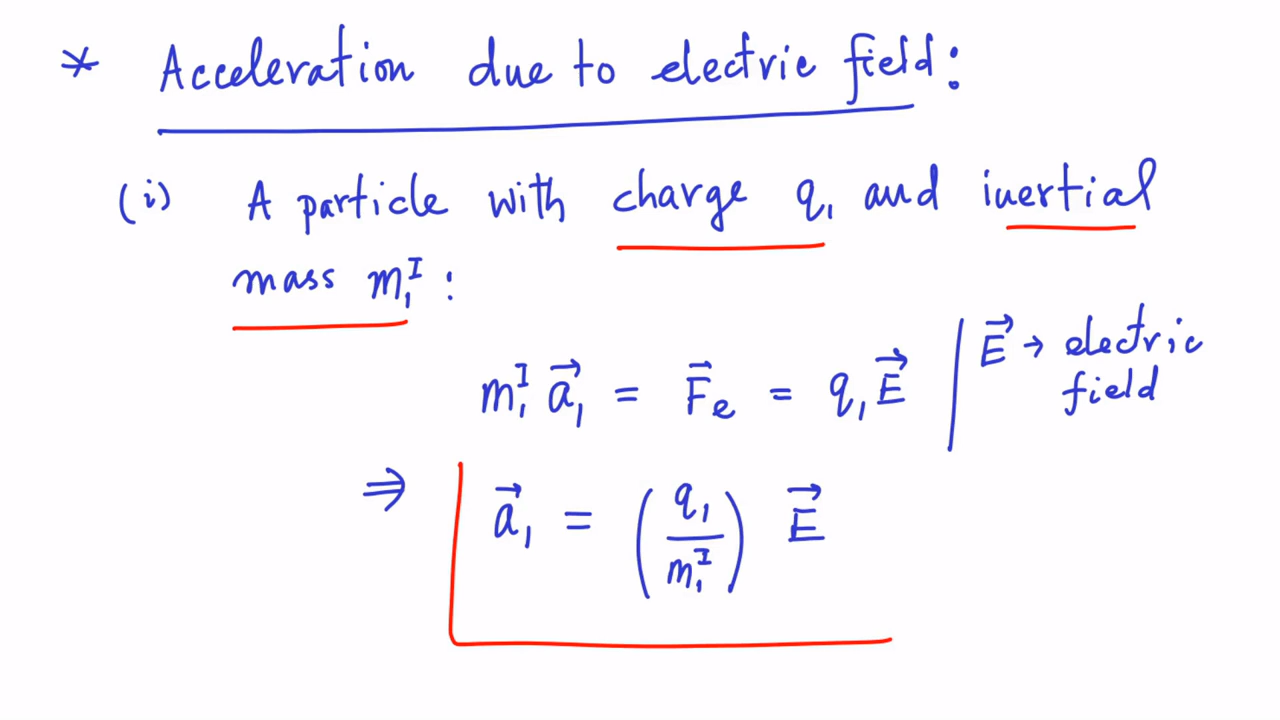 * Acceleration due to electric field:
(i) A particle with charge q₁ and inertial
mass m₁ᴵ :
m₁ᴵ a⃗₁ = F⃗ₑ = q₁ E⃗ | E⃗ → electric
field
⇒ a⃗₁ = (q₁ / m₁ᴵ) E⃗